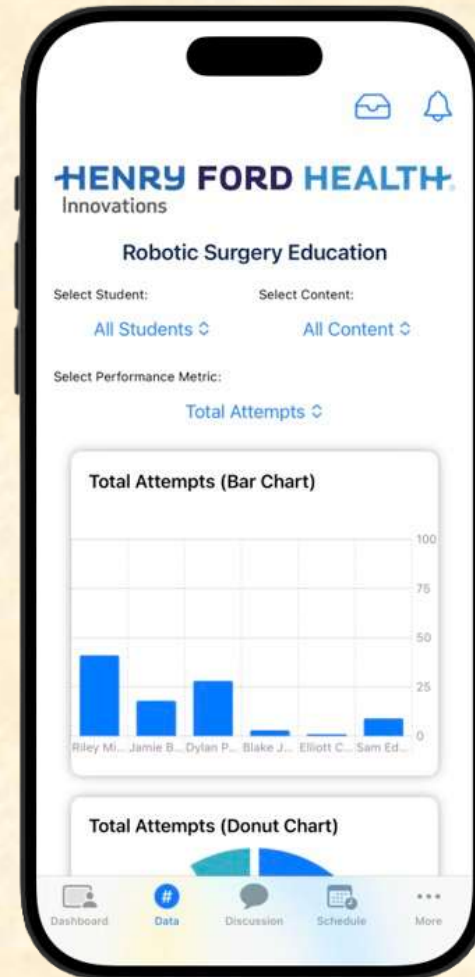 HENRY FORD HEALTH®
Innovations
Robotic Surgery Education
Select Student: Select Content:
All Students All Content
Select Performance Metric:
Total Attempts
Total Attempts (Bar Chart)
100
75
50
25
0
Riley Mi... Jamie B... Dylan P... Blake J... Elliott C... Sam Ed...
Total Attempts (Donut Chart)
#
Dashboard Data Discussion Schedule More